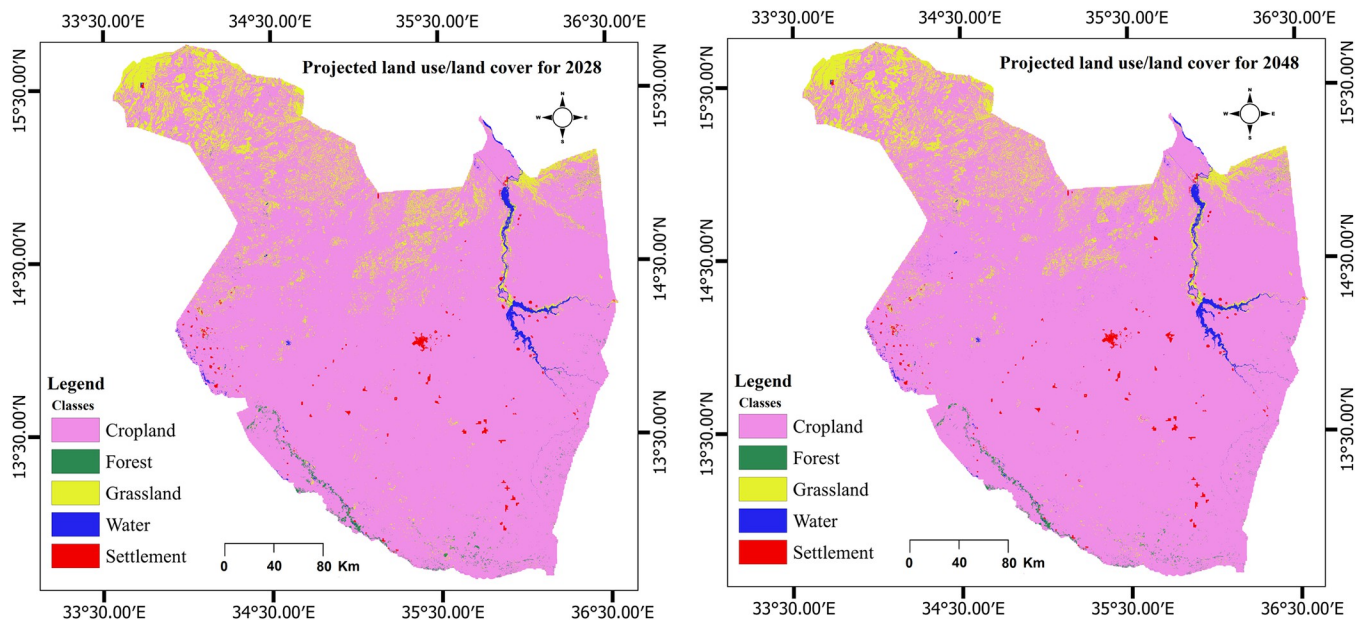 33°30.00'E 34°30.00'E 35°30.00'E 36°30.00'E
Projected land use/land cover for 2028
N
W E
S
15°30.00'N
14°30.00'N
13°30.00'N
15°30.00'N
14°30.00'N
13°30.00'N
Legend
Classes
Cropland
Forest
Grassland
Water
Settlement
0 40 80 Km
33°30.00'E 34°30.00'E 35°30.00'E 36°30.00'E
33°30.00'E 34°30.00'E 35°30.00'E 36°30.00'E
Projected land use/land cover for 2048
N
W E
S
15°30.00'N
14°30.00'N
13°30.00'N
15°30.00'N
14°30.00'N
13°30.00'N
Legend
Classes
Cropland
Forest
Grassland
Water
Settlement
0 40 80 Km
33°30.00'E 34°30.00'E 35°30.00'E 36°30.00'E